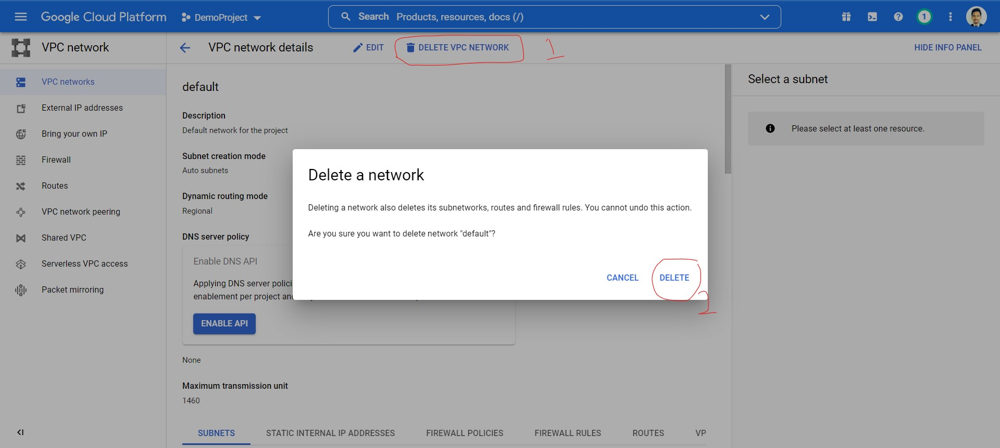 Google Cloud Platform
DemoProject
Search Products, resources, docs (/)
1
VPC network
VPC network details
EDIT
DELETE VPC NETWORK
1
HIDE INFO PANEL
VPC networks
External IP addresses
Bring your own IP
Firewall
Routes
VPC network peering
Shared VPC
Serverless VPC access
Packet mirroring
default
Description
Default network for the project
Subnet creation mode
Auto subnets
Dynamic routing mode
Regional
DNS server policy
Enable DNS API
Applying DNS server polici
enablement per project an
ENABLE API
None
Maximum transmission unit
1460
SUBNETS
STATIC INTERNAL IP ADDRESSES
FIREWALL POLICIES
FIREWALL RULES
ROUTES
VP
Delete a network
Deleting a network also deletes its subnetworks, routes and firewall rules. You cannot undo this action.
Are you sure you want to delete network "default"?
CANCEL
DELETE
2
Select a subnet
Please select at least one resource.